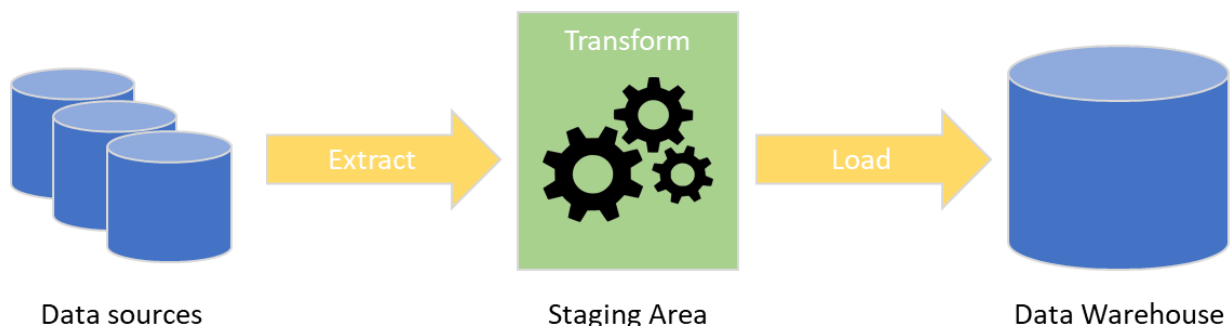 Transform
Extract
Load
Data sources
Staging Area
Data Warehouse